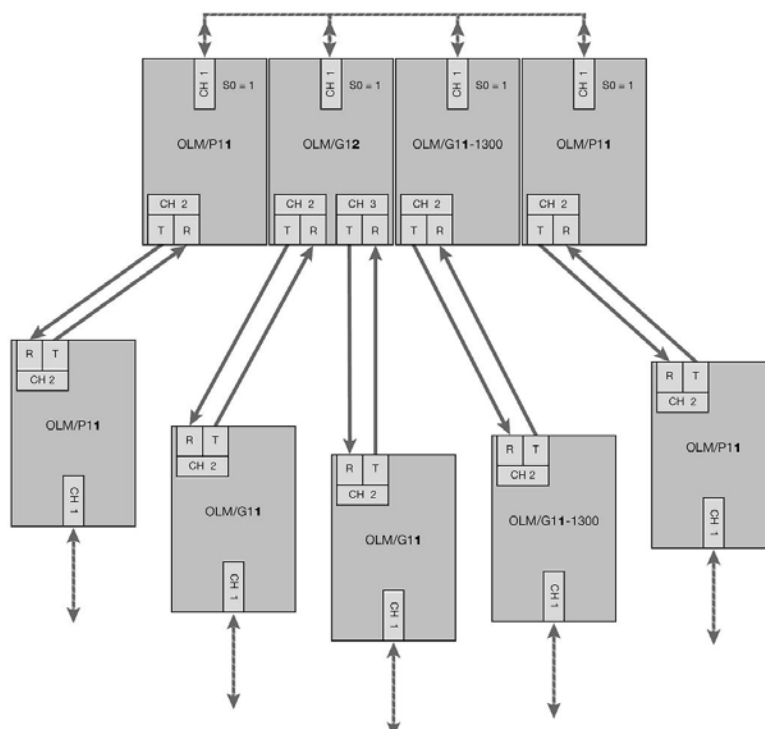 CH 1 S0 = 1 CH 1 S0 = 1 CH 1 S0 = 1 CH 1 S0 = 1
OLM/P11 OLM/G12 OLM/G11-1300 OLM/P11
CH 2 CH 2 CH 3 CH 2 CH 2
T R T R T R T R T R
R T
CH 2
OLM/P11
CH 1
R T
CH 2
OLM/G11
CH 1
R T
CH 2
OLM/G11
CH 1
R T
CH 2
OLM/G11-1300
CH 1
R T
CH 2
OLM/P11
CH 1